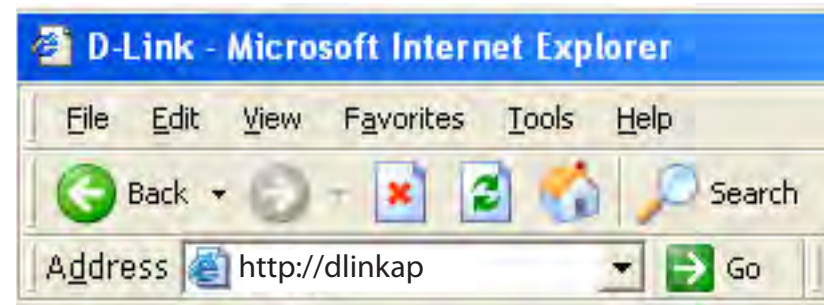 D-Link - Microsoft Internet Explorer
File Edit View Favorites Tools Help
Back Search
Address http://dlinkap Go